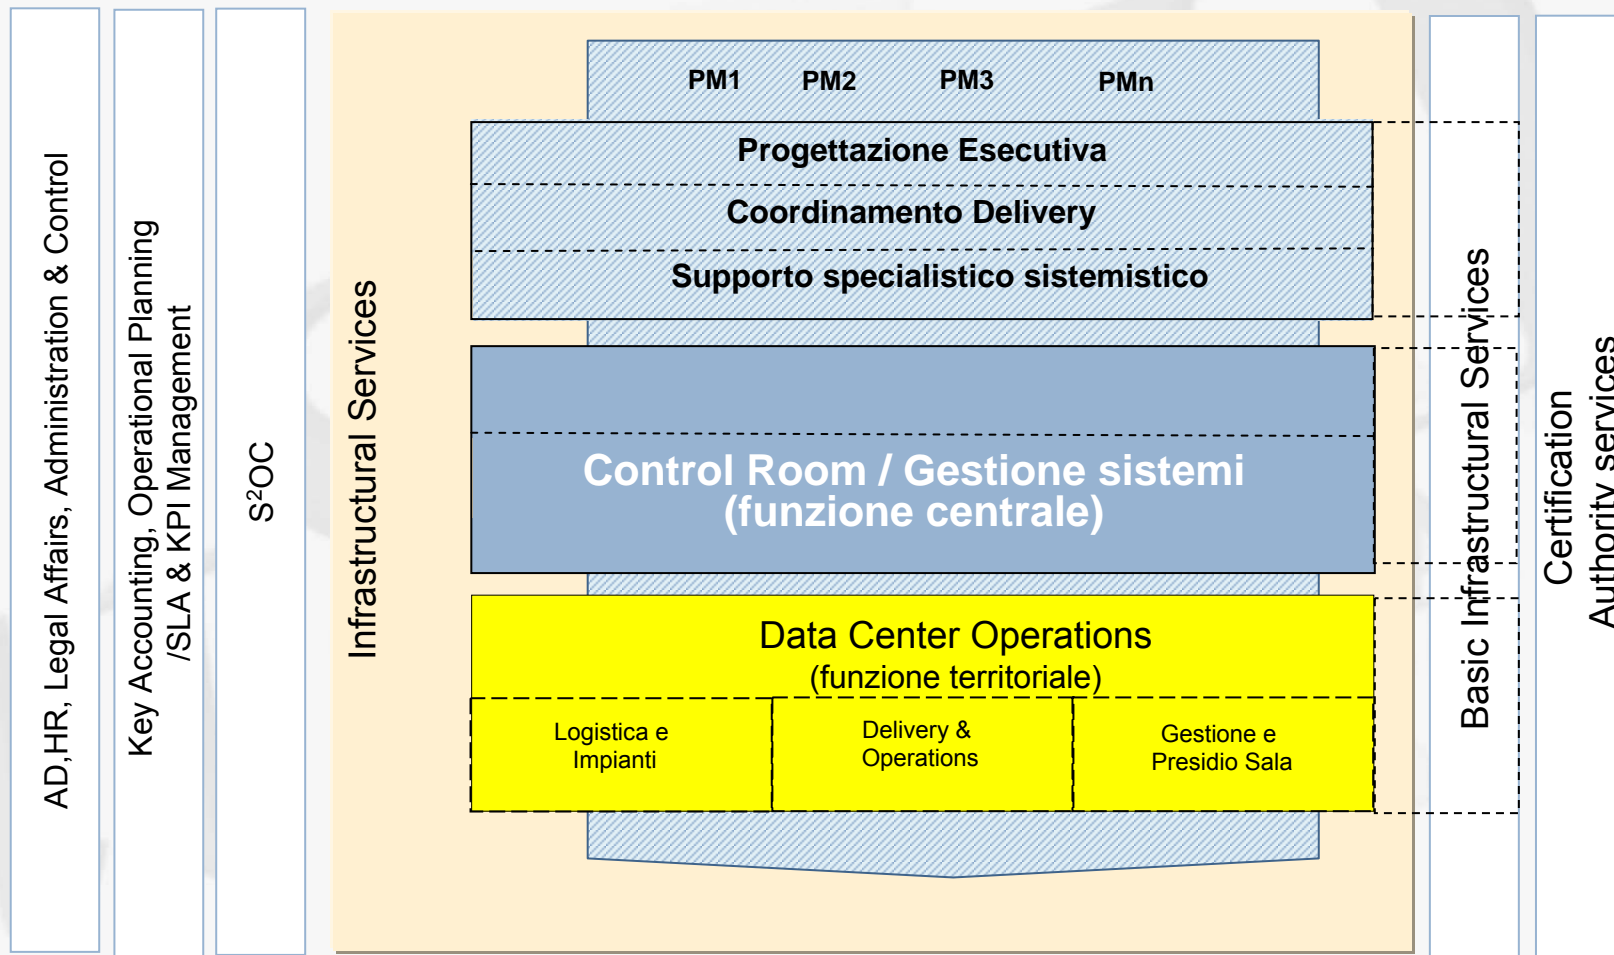 AD,HR, Legal Affairs, Administration & Control
Key Accounting, Operational Planning
/SLA & KPI Management
S²OC
Infrastructural Services
PM1 PM2 PM3 PMn
Progettazione Esecutiva
Coordinamento Delivery
Supporto specialistico sistemistico
Control Room / Gestione sistemi
(funzione centrale)
Data Center Operations
(funzione territoriale)
Logistica e
Impianti
Delivery &
Operations
Gestione e
Presidio Sala
Basic Infrastructural Services
Certification
Authority services